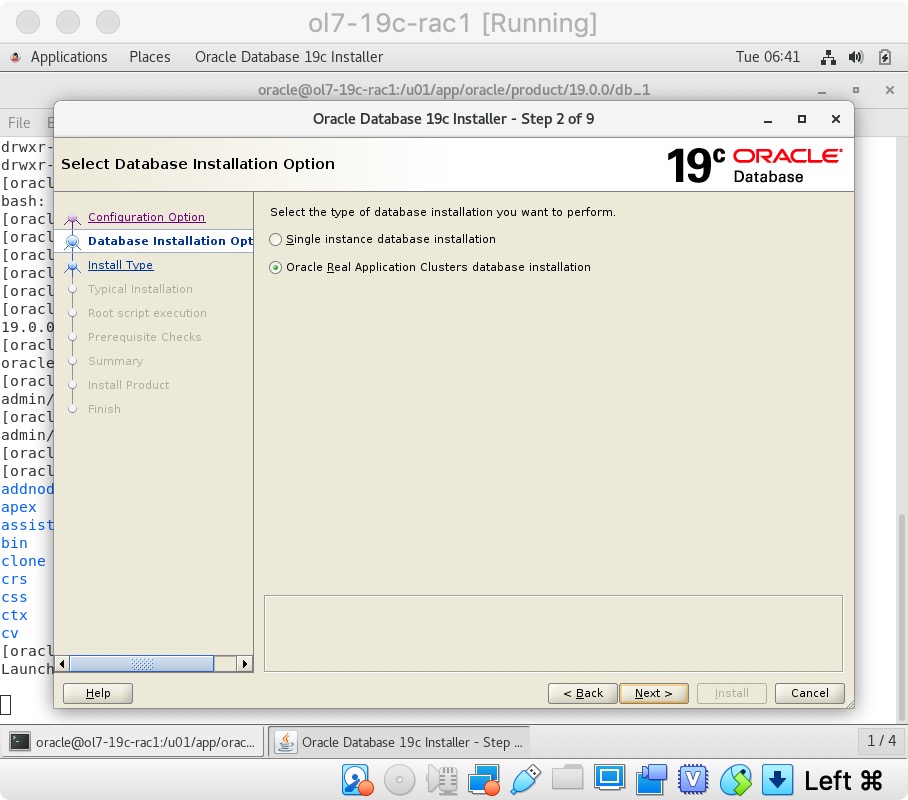 ol7-19c-rac1 [Running]
Applications Places Oracle Database 19c Installer Tue 06:41
oracle@ol7-19c-rac1:/u01/app/oracle/product/19.0.0/db_1
File E
Oracle Database 19c Installer - Step 2 of 9
Select Database Installation Option
19c ORACLE
Database
drwxr-
drwxr-
[oracl
bash:
[oracl
[oracl
[oracl
[oracl
[oracl
[oracl
19.0.0
[oracl
oracle
[oracl
admin/
[oracl
admin/
[oracl
[oracl
addnod
apex
assist
bin
clone
crs
css
ctx
cv
[oracl
Launch
Configuration Option
Database Installation Opt
Install Type
Typical Installation
Root script execution
Prerequisite Checks
Summary
Install Product
Finish
Select the type of database installation you want to perform.
Single instance database installation
Oracle Real Application Clusters database installation
Help < Back Next > Install Cancel
oracle@ol7-19c-rac1:/u01/app/orac... Oracle Database 19c Installer - Step ... 1 / 4
Left ⌘